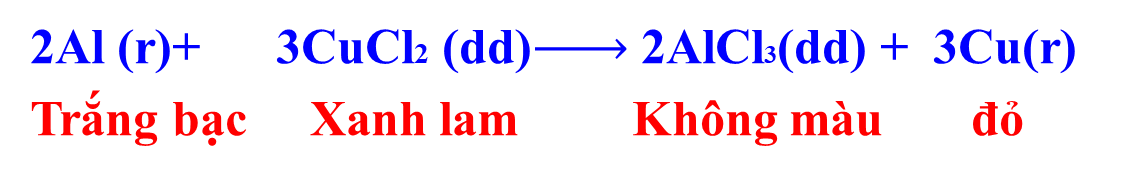 2Al (r)+ 3CuCl₂ (dd)⟶ 2AlCl₃(dd) + 3Cu(r)
Trắng bạc Xanh lam Không màu đỏ